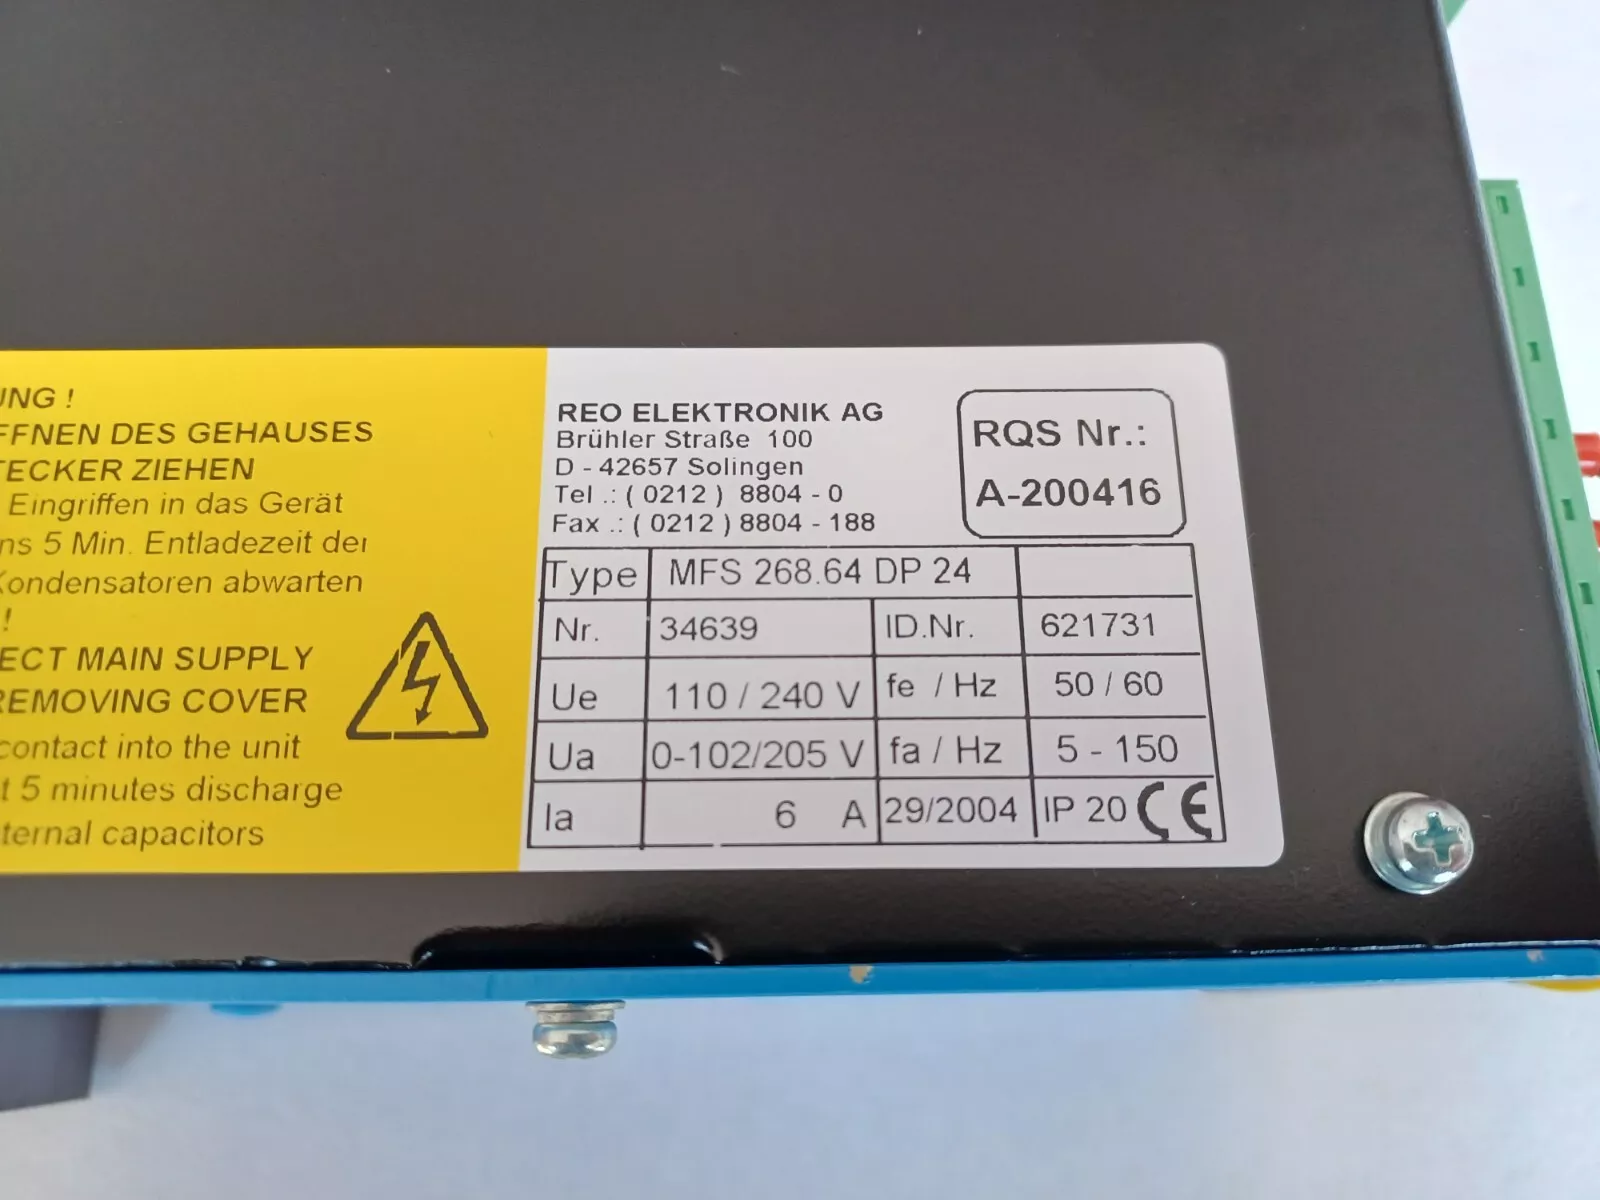 UNG !
FFNEN DES GEHAUSES
TECKER ZIEHEN
Eingriffen in das Gerät
ns 5 Min. Entladezeit der
Kondensatoren abwarten
!
ECT MAIN SUPPLY
REMOVING COVER
contact into the unit
t 5 minutes discharge
ternal capacitors
REO ELEKTRONIK AG
Brühler Straße 100
D - 42657 Solingen
Tel .: ( 0212 ) 8804 - 0
Fax .: ( 0212 ) 8804 - 188
RQS Nr.:
A-200416
Type MFS 268.64 DP 24
Nr. 34639 ID.Nr. 621731
Ue 110 / 240 V fe / Hz 50 / 60
Ua 0-102/205 V fa / Hz 5 - 150
Ia 6 A 29/2004 IP 20 CE